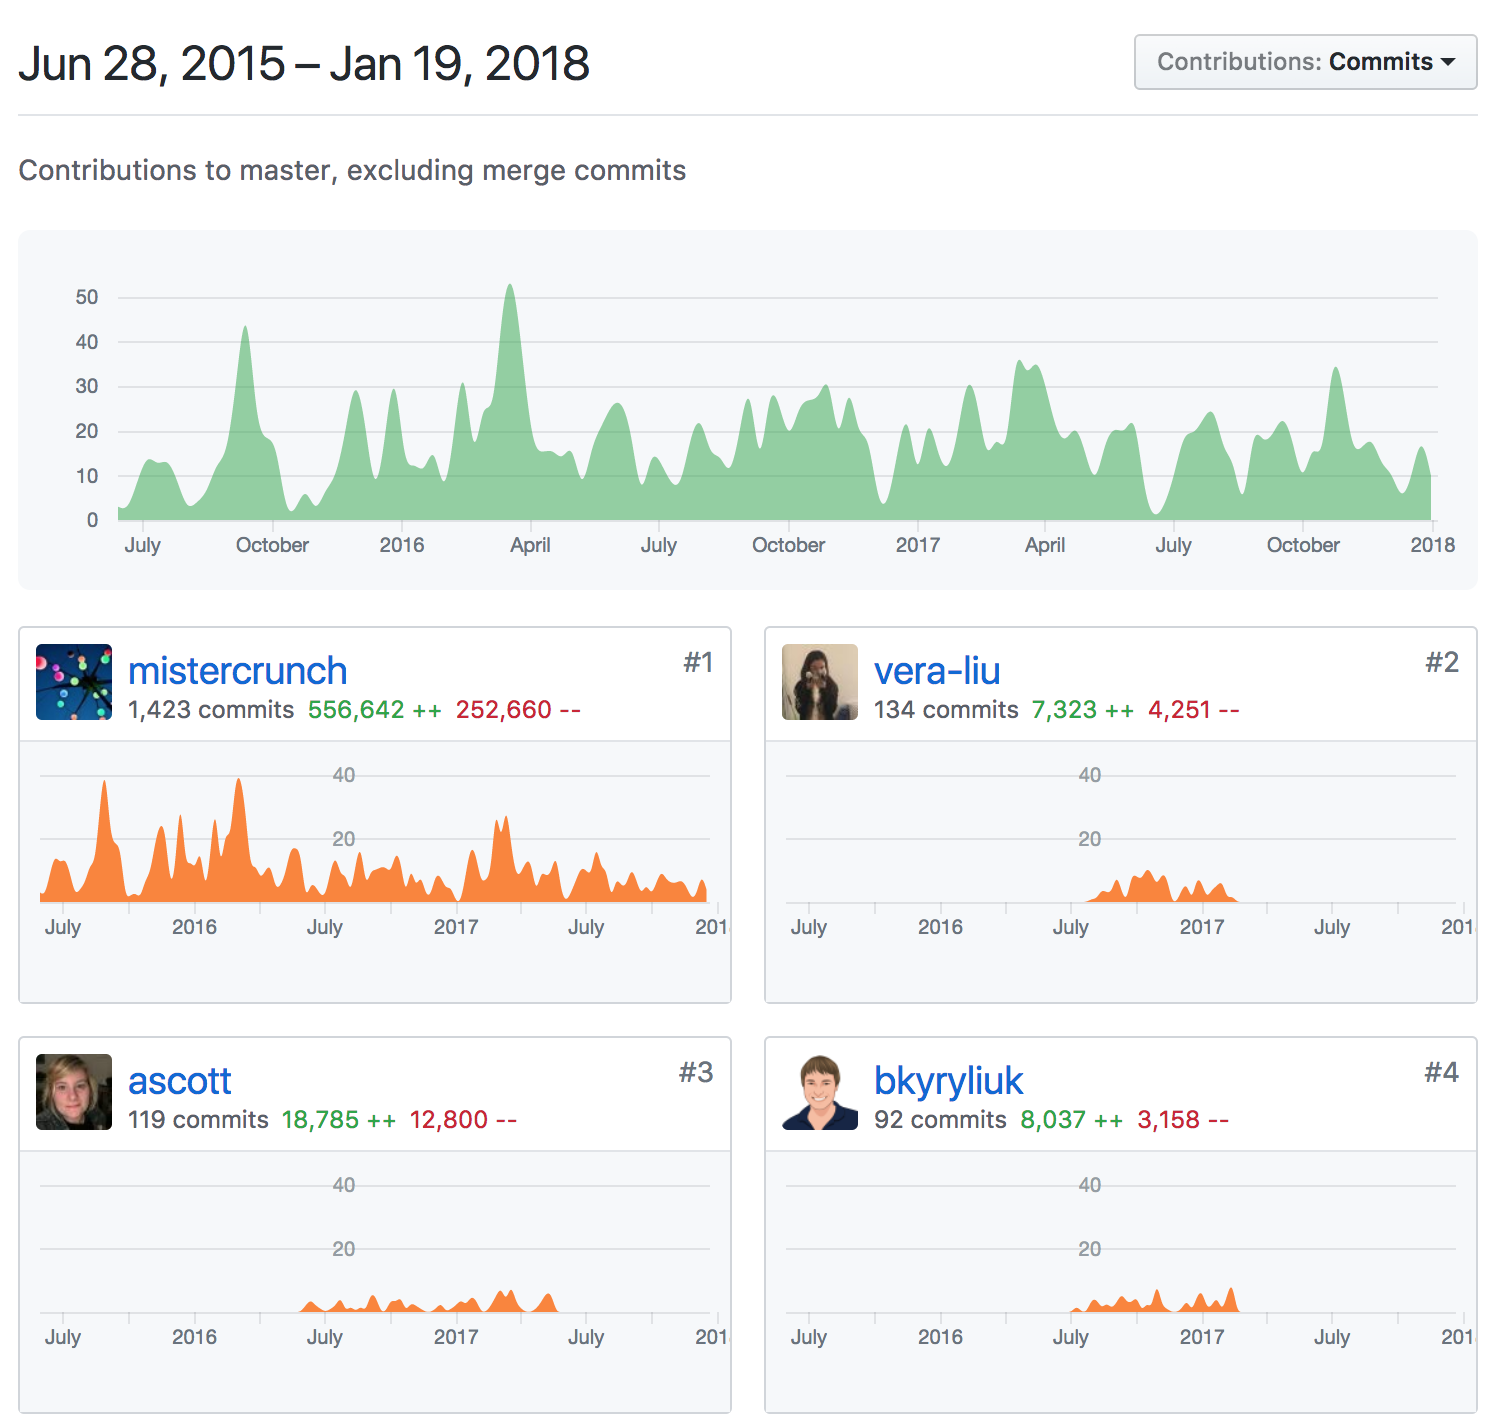 Jun 28, 2015 – Jan 19, 2018
Contributions: Commits
Contributions to master, excluding merge commits
50
40
30
20
10
0
July October 2016 April July October 2017 April July October 2018
mistercrunch #1
1,423 commits 556,642 ++ 252,660 --
40
20
July 2016 July 2017 July 201
vera-liu #2
134 commits 7,323 ++ 4,251 --
40
20
July 2016 July 2017 July 201
ascott #3
119 commits 18,785 ++ 12,800 --
40
20
July 2016 July 2017 July 201
bkyryliuk #4
92 commits 8,037 ++ 3,158 --
40
20
July 2016 July 2017 July 201